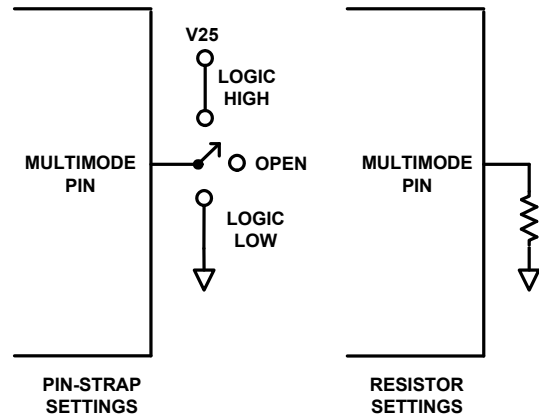 V25
LOGIC
HIGH
MULTIMODE
PIN
OPEN
LOGIC
LOW
PIN-STRAP
SETTINGS
MULTIMODE
PIN
RESISTOR
SETTINGS